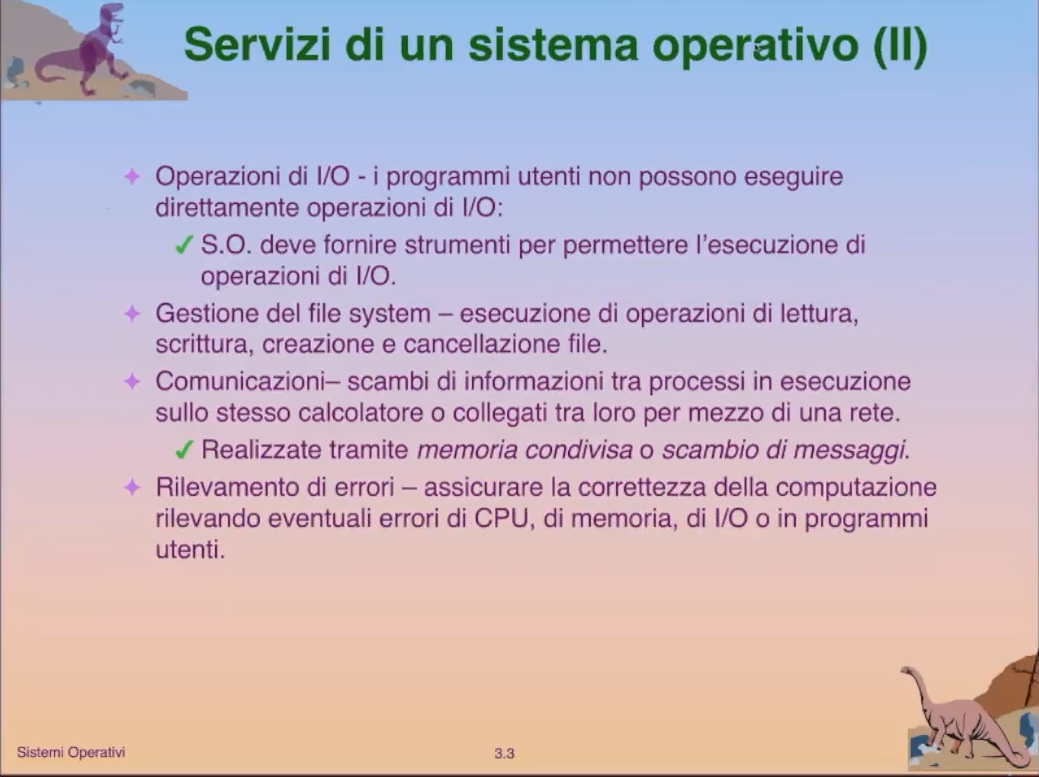 Servizi di un sistema operativo (II)
Operazioni di I/O - i programmi utenti non possono eseguire
direttamente operazioni di I/O:
S.O. deve fornire strumenti per permettere l'esecuzione di
operazioni di I/O.
Gestione del file system – esecuzione di operazioni di lettura,
scrittura, creazione e cancellazione file.
Comunicazioni– scambi di informazioni tra processi in esecuzione
sullo stesso calcolatore o collegati tra loro per mezzo di una rete.
Realizzate tramite memoria condivisa o scambio di messaggi.
Rilevamento di errori – assicurare la correttezza della computazione
rilevando eventuali errori di CPU, di memoria, di I/O o in programmi
utenti.
Sistemi Operativi
3.3